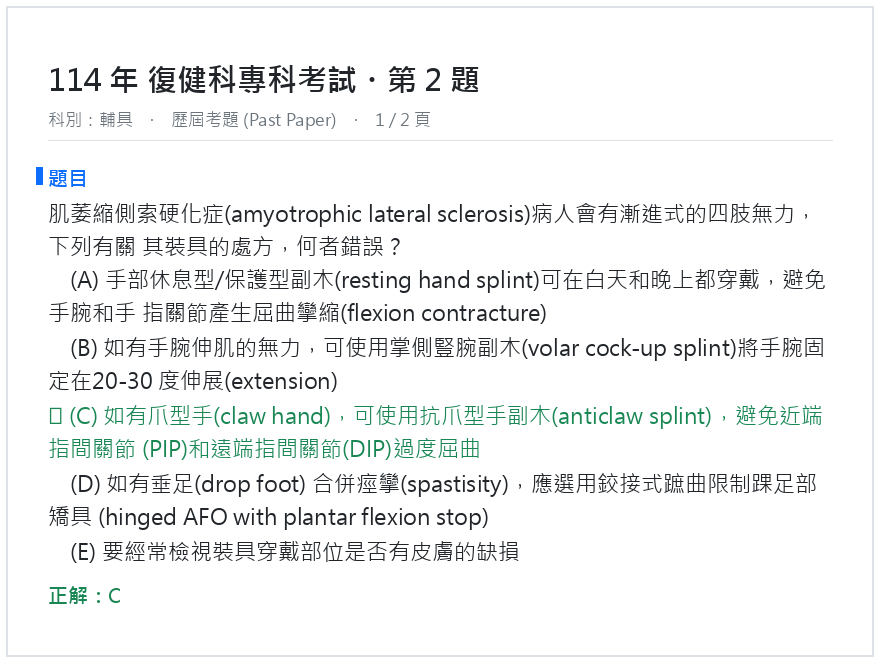 114 年 復健科專科考試．第 2 題
科別：輔具 · 歷屆考題 (Past Paper) · 1 / 2 頁
題目
肌萎縮側索硬化症(amyotrophic lateral sclerosis)病人會有漸進式的四肢無力，
下列有關 其裝具的處方，何者錯誤？
(A) 手部休息型/保護型副木(resting hand splint)可在白天和晚上都穿戴，避免
手腕和手 指關節產生屈曲攣縮(flexion contracture)
(B) 如有手腕伸肌的無力，可使用掌側豎腕副木(volar cock-up splint)將手腕固
定在20-30 度伸展(extension)
(C) 如有爪型手(claw hand)，可使用抗爪型手副木(anticlaw splint)，避免近端
指間關節 (PIP)和遠端指間關節(DIP)過度屈曲
(D) 如有垂足(drop foot) 合併痙攣(spastisity)，應選用鉸接式蹠曲限制踝足部
矯具 (hinged AFO with plantar flexion stop)
(E) 要經常檢視裝具穿戴部位是否有皮膚的缺損
正解：C